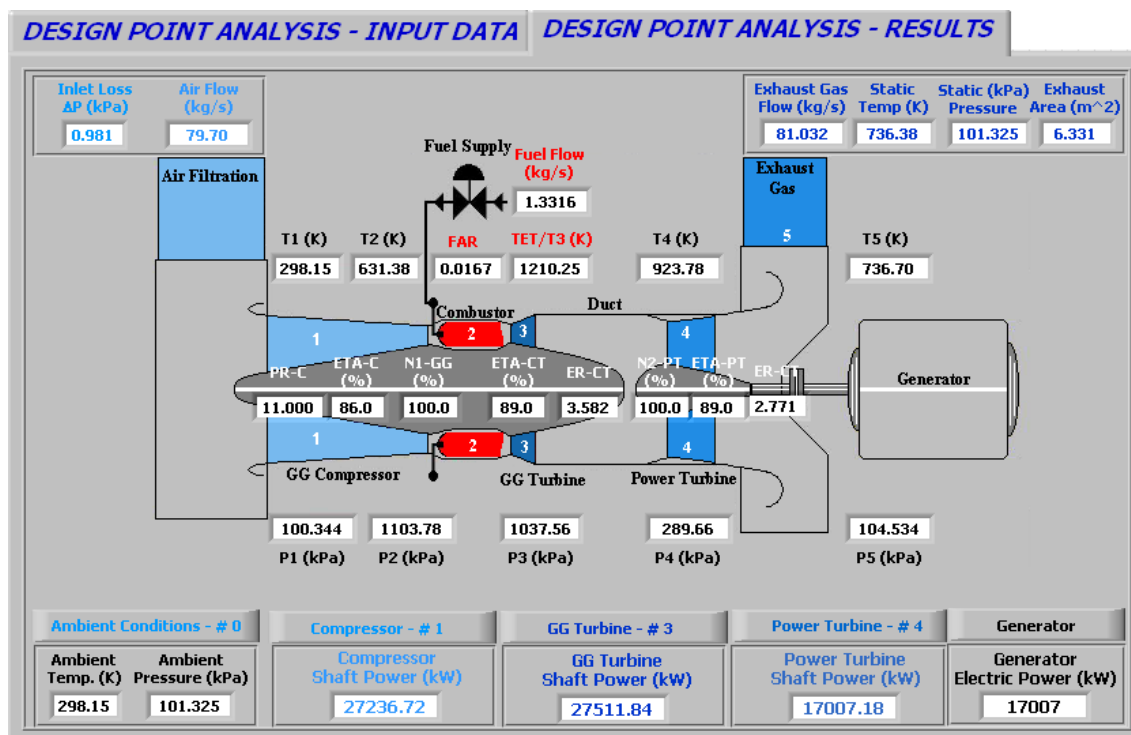 DESIGN POINT ANALYSIS - INPUT DATA
DESIGN POINT ANALYSIS - RESULTS
Inlet Loss
ΔP (kPa)
0.981
Air Flow
(kg/s)
79.70
Exhaust Gas
Flow (kg/s)
81.032
Static
Temp (K)
736.38
Static (kPa)
Pressure
101.325
Exhaust
Area (m^2)
6.331
Air Filtration
Fuel Supply
Fuel Flow
(kg/s)
1.3316
Exhaust
Gas
5
T1 (K)
298.15
T2 (K)
631.38
FAR
0.0167
TET/T3 (K)
1210.25
T4 (K)
923.78
T5 (K)
736.70
Combustor
Duct
1
2
3
4
PR-C
11.000
ETA-C
(%)
86.0
N1-GG
(%)
100.0
ETA-CT
(%)
89.0
ER-CT
3.582
N2-PT
(%)
100.0
ETA-PT
(%)
89.0
ER-CT
2.771
Generator
1
2
3
4
GG Compressor
GG Turbine
Power Turbine
100.344
P1 (kPa)
1103.78
P2 (kPa)
1037.56
P3 (kPa)
289.66
P4 (kPa)
104.534
P5 (kPa)
Ambient Conditions - # 0
Ambient
Temp. (K)
298.15
Ambient
Pressure (kPa)
101.325
Compressor - # 1
Compressor
Shaft Power (kW)
27236.72
GG Turbine - # 3
GG Turbine
Shaft Power (kW)
27511.84
Power Turbine - # 4
Power Turbine
Shaft Power (kW)
17007.18
Generator
Generator
Electric Power (kW)
17007